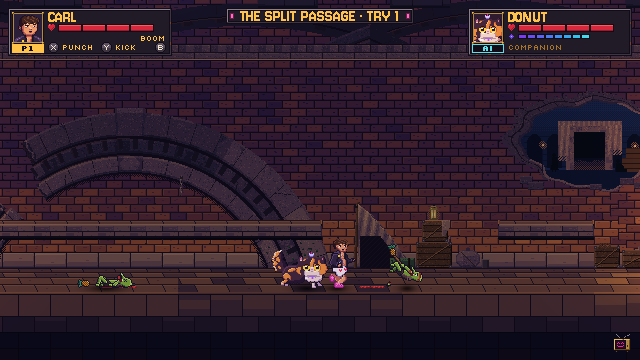 CARL
P1
X PUNCH Y KICK
BOOM
B
THE SPLIT PASSAGE · TRY 1
DONUT
AI
COMPANION